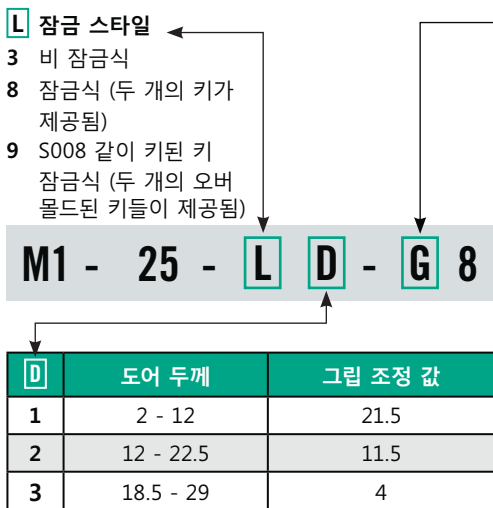 L 잠금 스타일
3 비 잠금식
8 잠금식 (두 개의 키가
제공됨)
9 S008 같이 키된 키
잠금식 (두 개의 오버
몰드된 키들이 제공됨)
M1 - 25 - L D - G 8
D 도어 두께 그립 조정 값
1 2 - 12 21.5
2 12 - 22.5 11.5
3 18.5 - 29 4